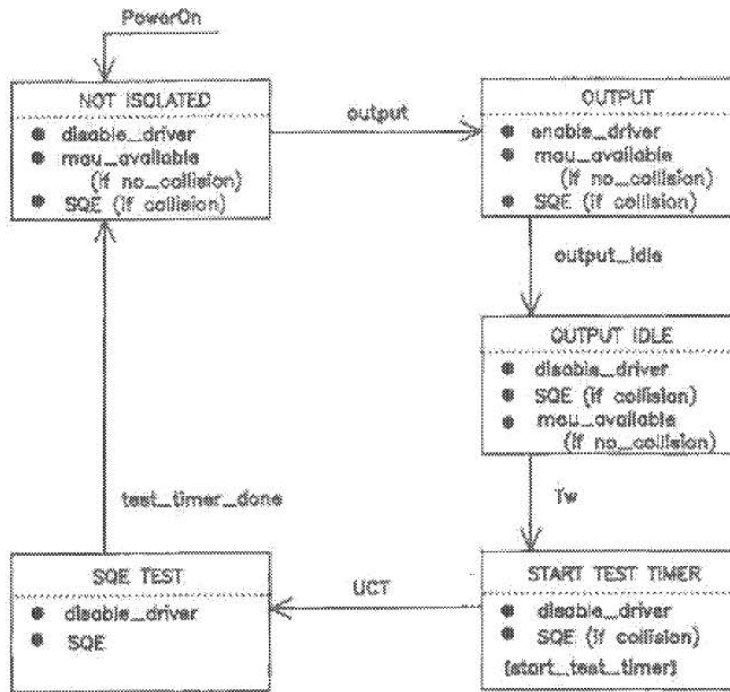 PowerOn
NOT ISOLATED
● disable_driver
● mau_available
(if no_collision)
● SQE (if collision)
output
OUTPUT
● enable_driver
● mau_available
(if no_collision)
● SQE (if collision)
output_idle
OUTPUT IDLE
● disable_driver
● SQE (if collision)
● mau_available
(if no_collision)
Tw
START TEST TIMER
● disable_driver
● SQE (if collision)
[start_test_timer]
UCT
SQE TEST
● disable_driver
● SQE
test_timer_done